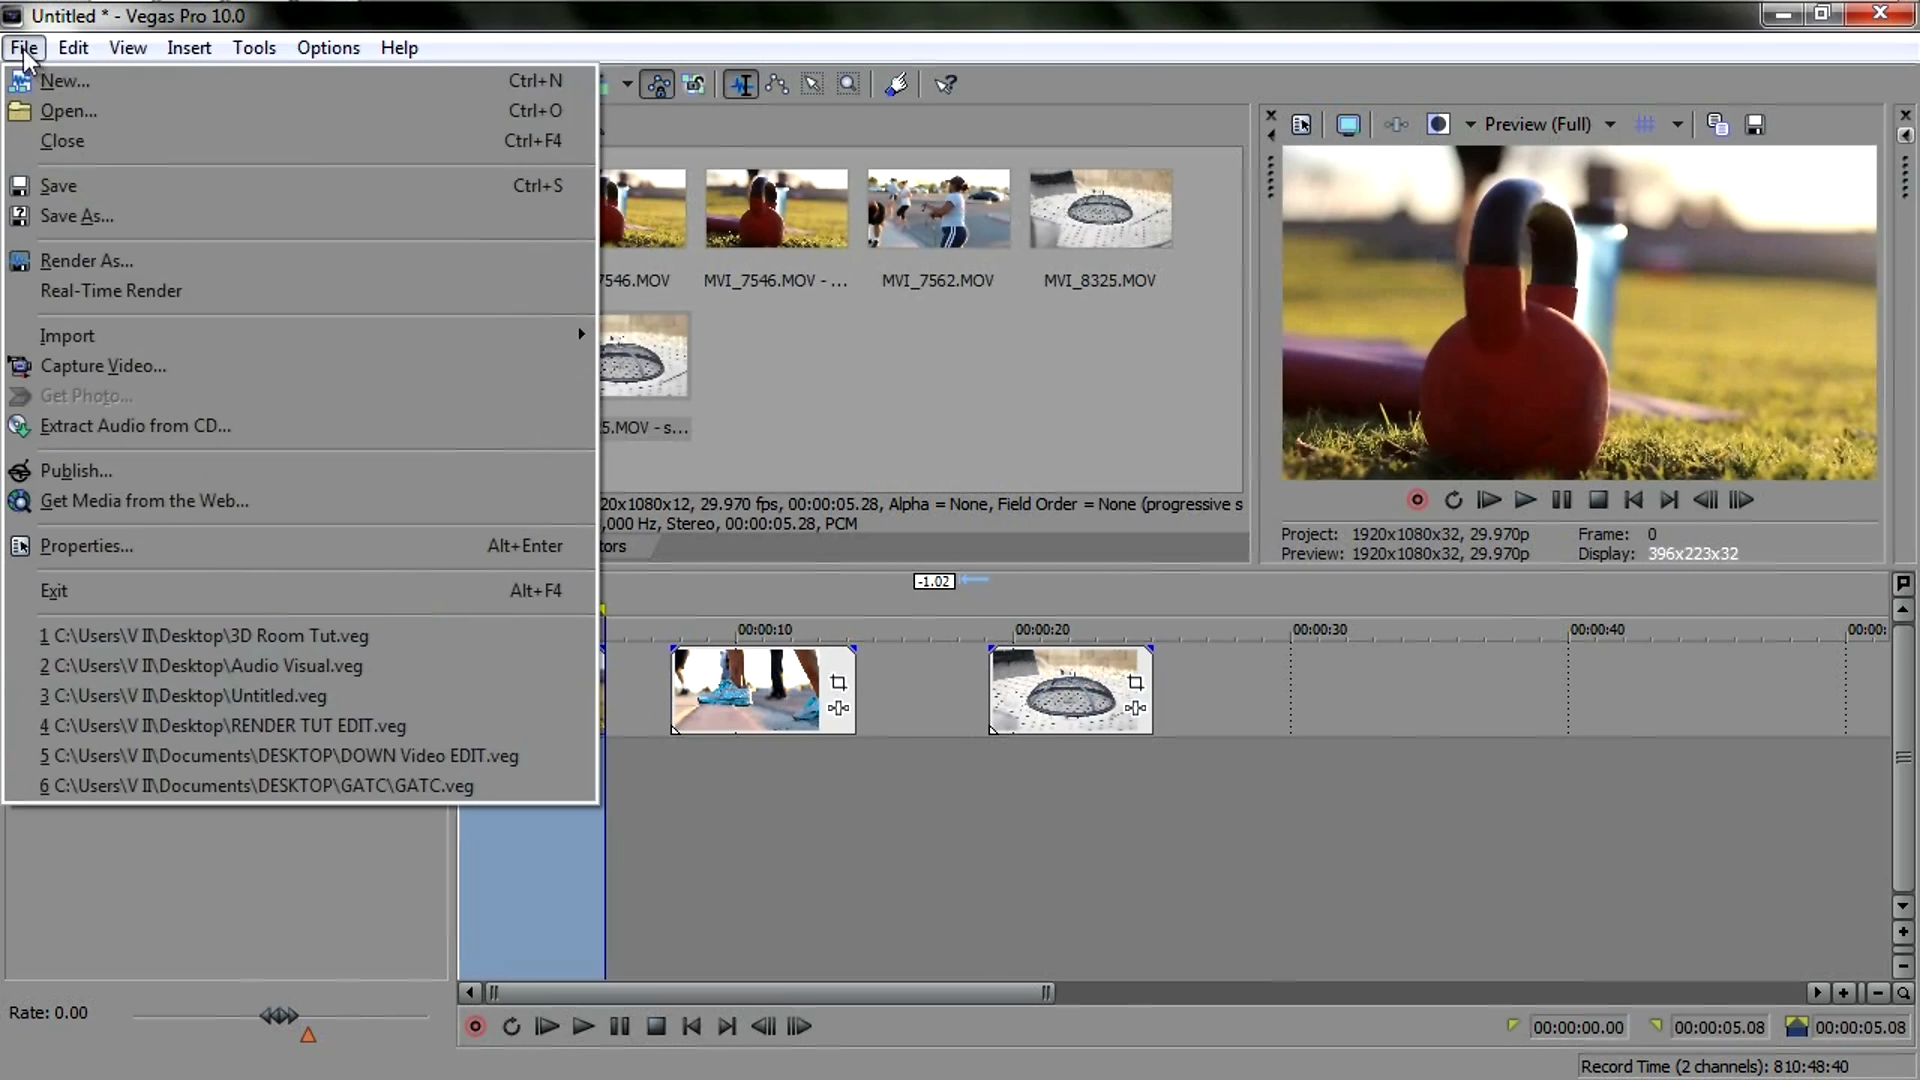 Untitled * - Vegas Pro 10.0
File Edit View Insert Tools Options Help
New... Ctrl+N
Open... Ctrl+O
Close Ctrl+F4
Save Ctrl+S
Save As...
Render As...
Real-Time Render
Import
Capture Video...
Get Photo...
Extract Audio from CD...
Publish...
Get Media from the Web...
Properties... Alt+Enter
Exit Alt+F4
1 C:\Users\V II\Desktop\3D Room Tut.veg
2 C:\Users\V II\Desktop\Audio Visual.veg
3 C:\Users\V II\Desktop\Untitled.veg
4 C:\Users\V II\Desktop\RENDER TUT EDIT.veg
5 C:\Users\V II\Documents\DESKTOP\DOWN Video EDIT.veg
6 C:\Users\V II\Documents\DESKTOP\GATC\GATC.veg
7546.MOV
MVI_7546.MOV - ...
MVI_7562.MOV
MVI_8325.MOV
5.MOV - s...
20x1080x12, 29.970 fps, 00:00:05.28, Alpha = None, Field Order = None (progressive s
,000 Hz, Stereo, 00:00:05.28, PCM
tors
Preview (Full)
Project: 1920x1080x32, 29.970p Frame: 0
Preview: 1920x1080x32, 29.970p Display: 396x223x32
-1.02
00:00:10 00:00:20 00:00:30 00:00:40 00:00:
Rate: 0.00
00:00:00.00 00:00:05.08 00:00:05.08
Record Time (2 channels): 810:48:40